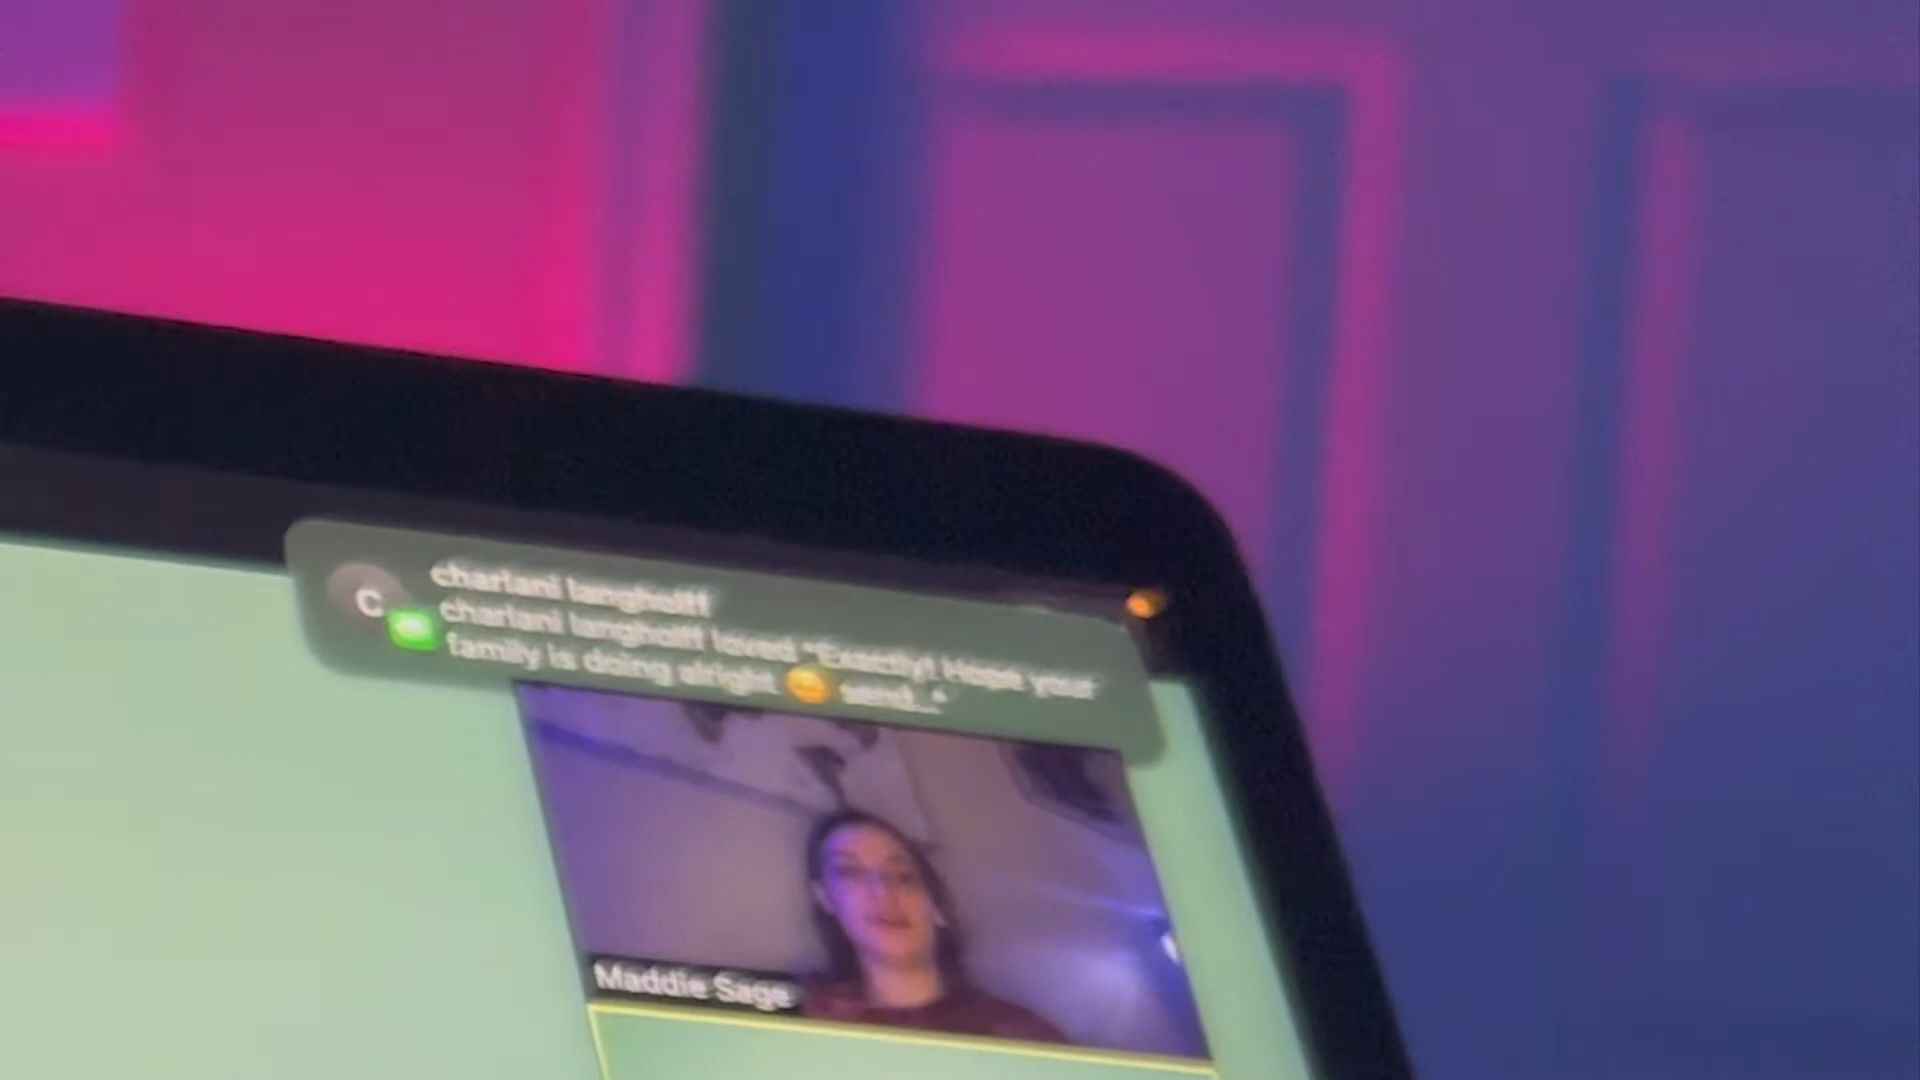 C
charlani langhoff
charlani langhoff loved "Exactly! Hope your
family is doing alright 😊 send..."
Maddie Sage